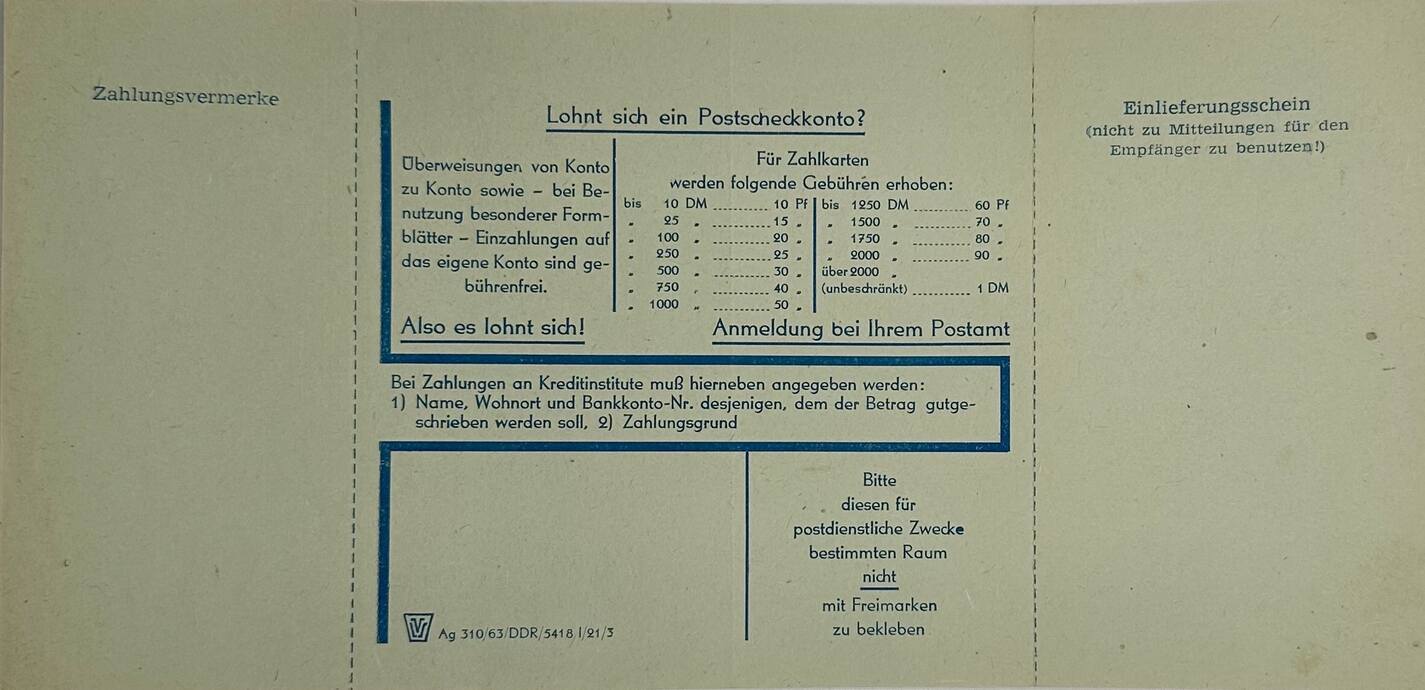 Zahlungsvermerke
Lohnt sich ein Postscheckkonto?
Überweisungen von Konto
zu Konto sowie – bei Be-
nutzung besonderer Form-
blätter – Einzahlungen auf
das eigene Konto sind ge-
bührenfrei.
Für Zahlkarten
werden folgende Gebühren erhoben:
bis 10 DM .......... 10 Pf
„ 25 „ .......... 15 „
„ 100 „ .......... 20 „
„ 250 „ .......... 25 „
„ 500 „ .......... 30 „
„ 750 „ .......... 40 „
„ 1000 „ .......... 50 „
bis 1250 DM .......... 60 Pf
„ 1500 „ .......... 70 „
„ 1750 „ .......... 80 „
„ 2000 „ .......... 90 „
über 2000 „
(unbeschränkt) .......... 1 DM
Also es lohnt sich!
Anmeldung bei Ihrem Postamt
Bei Zahlungen an Kreditinstitute muß hierneben angegeben werden:
1) Name, Wohnort und Bankkonto-Nr. desjenigen, dem der Betrag gutge-
schrieben werden soll, 2) Zahlungsgrund
Bitte
diesen für
postdienstliche Zwecke
bestimmten Raum
nicht
mit Freimarken
zu bekleben
Ag 310/63/DDR/5418 I/21/3
Einlieferungsschein
(nicht zu Mitteilungen für den
Empfänger zu benutzen!)